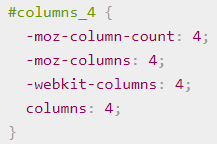 #columns_4 {
  -moz-column-count: 4;
  -moz-columns: 4;
  -webkit-columns: 4;
  columns: 4;
}